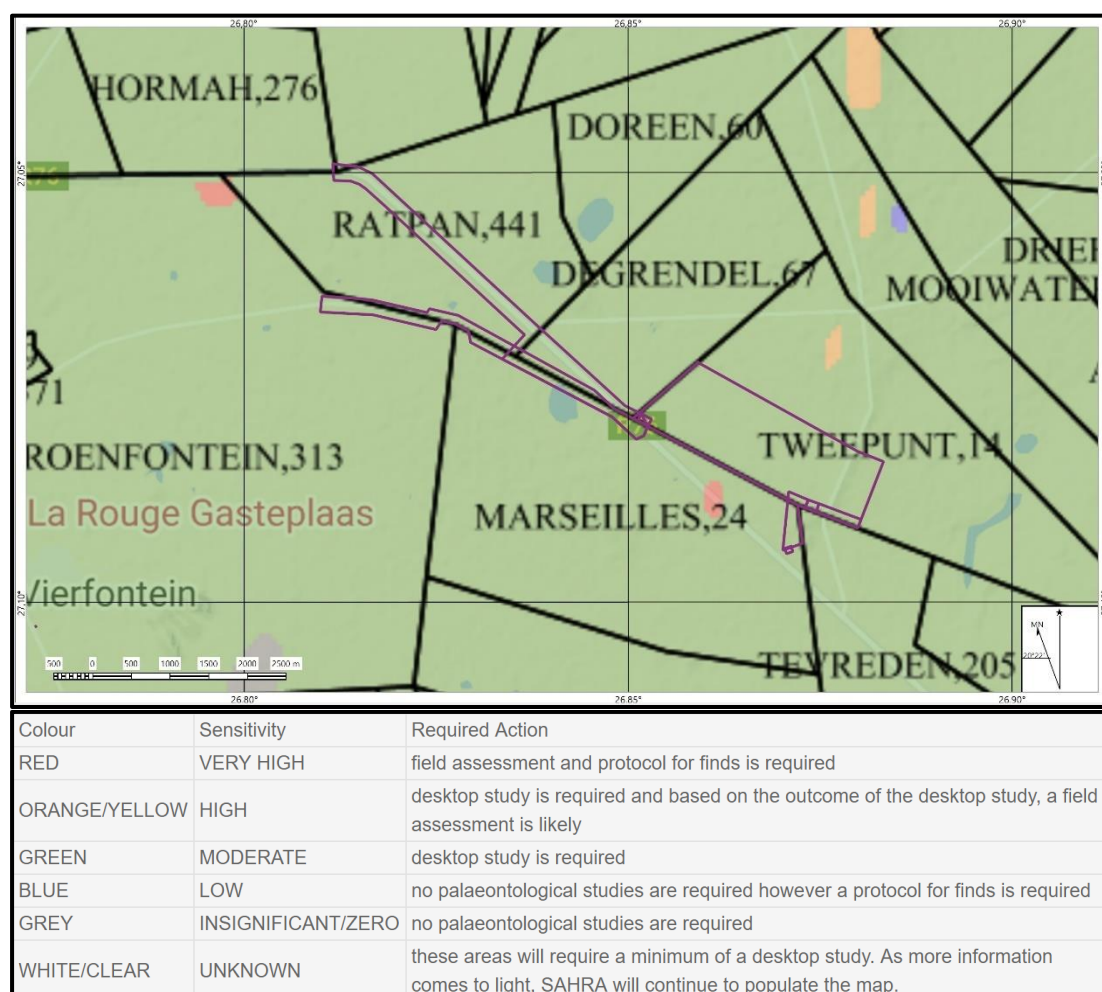 26.80° 26.85° 26.90°
HORMAH,276
DOREEN,60
27.05°
RATPAN,441
DEGRENDEL,67
MOOIWATE
ROENFONTEIN,313
TWEEPUNT,14
La Rouge Gasteplaas
MARSEILLES,24
Vierfontein
27.10°
MN
20°22'
500 0 500 1000 1500 2000 2500 m
TEVREDEN,205
26.80° 26.85° 26.90°
Colour Sensitivity Required Action
RED VERY HIGH field assessment and protocol for finds is required
ORANGE/YELLOW HIGH desktop study is required and based on the outcome of the desktop study, a field
assessment is likely
GREEN MODERATE desktop study is required
BLUE LOW no palaeontological studies are required however a protocol for finds is required
GREY INSIGNIFICANT/ZERO no palaeontological studies are required
WHITE/CLEAR UNKNOWN these areas will require a minimum of a desktop study. As more information
comes to light, SAHRA will continue to populate the map.